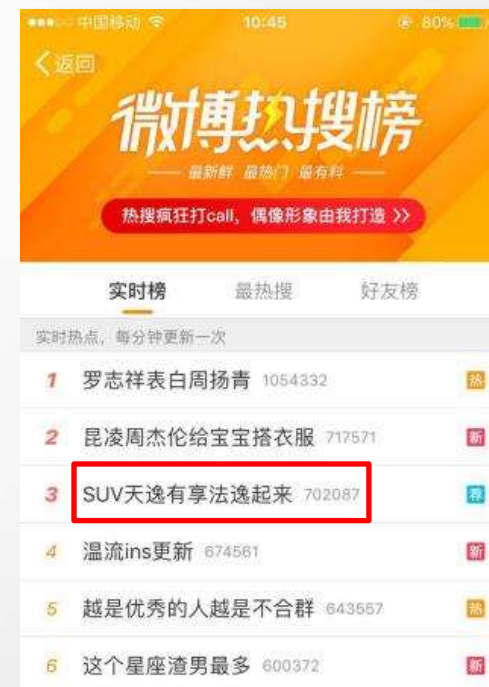 中国移动 10:45 80%
返回
微博热搜榜
最新鲜 最热门 最有料
热搜疯狂打call，偶像形象由我打造 >>
实时榜 最热搜 好友榜
实时热点，每分钟更新一次
1 罗志祥表白周扬青 1054332 热
2 昆凌周杰伦给宝宝搭衣服 717571 新
3 SUV天逸有享法逸起来 702087 荐
4 温流ins更新 674561 新
5 越是优秀的人越是不合群 643557 热
6 这个星座渣男最多 600372 新